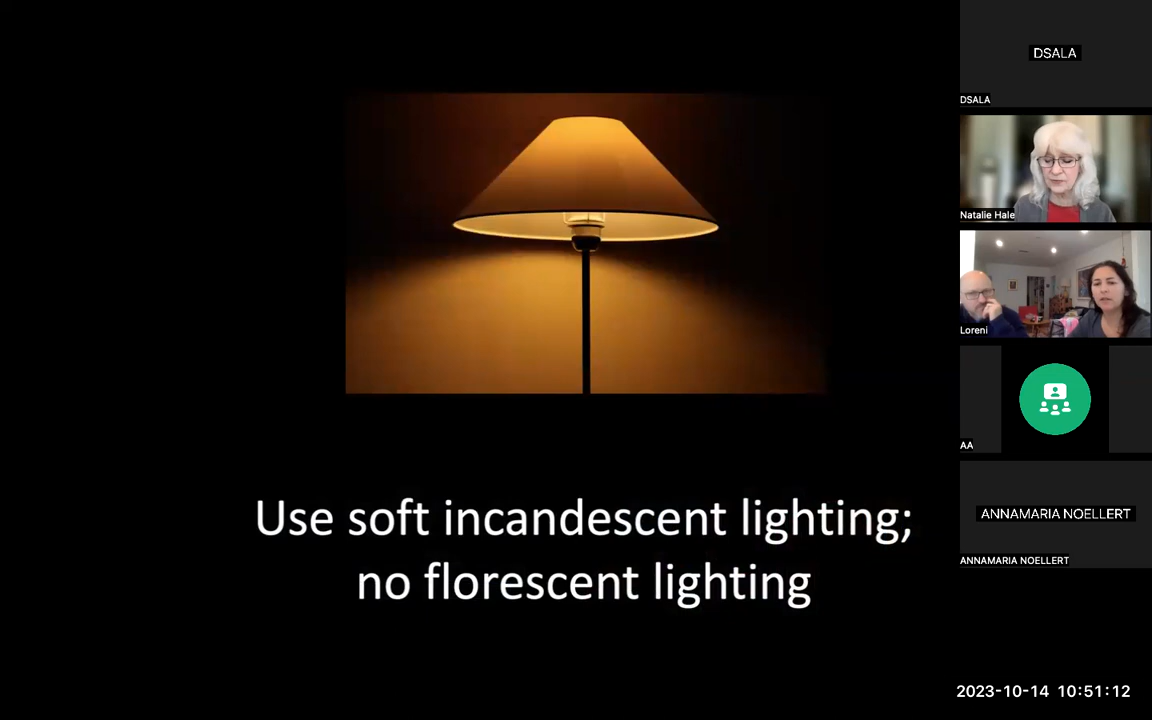 Use soft incandescent lighting;
no florescent lighting
DSALA
DSALA
Natalie Hale
Loreni
AA
ANNAMARIA NOELLERT
ANNAMARIA NOELLERT
2023-10-14 10:51:12